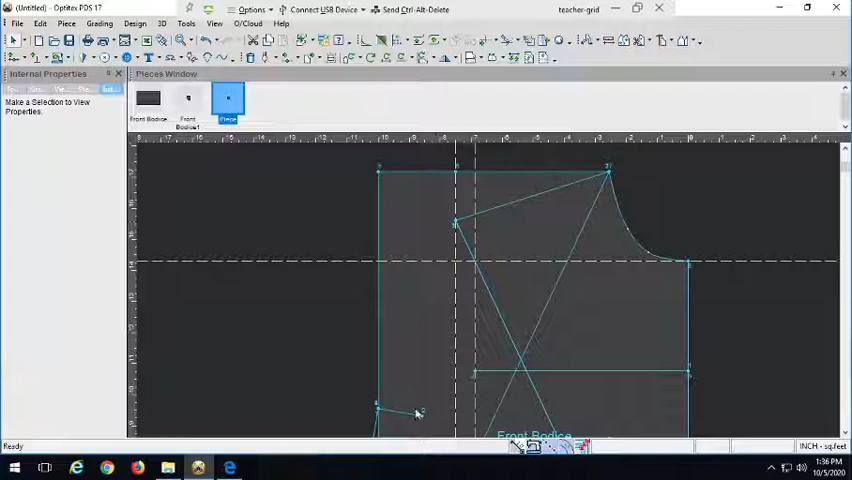 (Untitled) - Optitex PDS 17
Options
Connect USB Device
Send Ctrl-Alt-Delete
teacher-grid
File Edit Piece Grading Design Tools View O/Cloud Help
Internal Properties
Pieces Window
Make a Selection to View
Properties.
Front Bodice
Front
Bodice1
Piece
Front Bodice
Ready
INCH - sq.feet
1:36 PM
10/5/2020